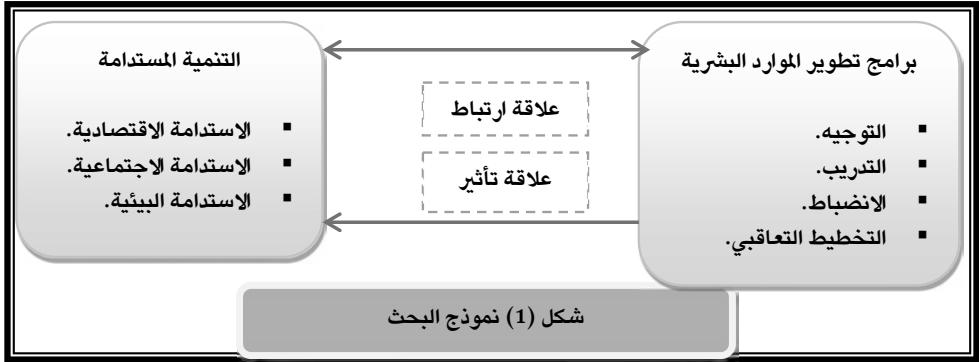 برامج تطوير الموارد البشرية
▪ التوجيه.
▪ التدريب.
▪ الانضباط.
▪ التخطيط التعاقبي.
علاقة ارتباط
علاقة تأثير
التنمية المستدامة
▪ الاستدامة الاقتصادية.
▪ الاستدامة الاجتماعية.
▪ الاستدامة البيئية.
شكل (1) نموذج البحث